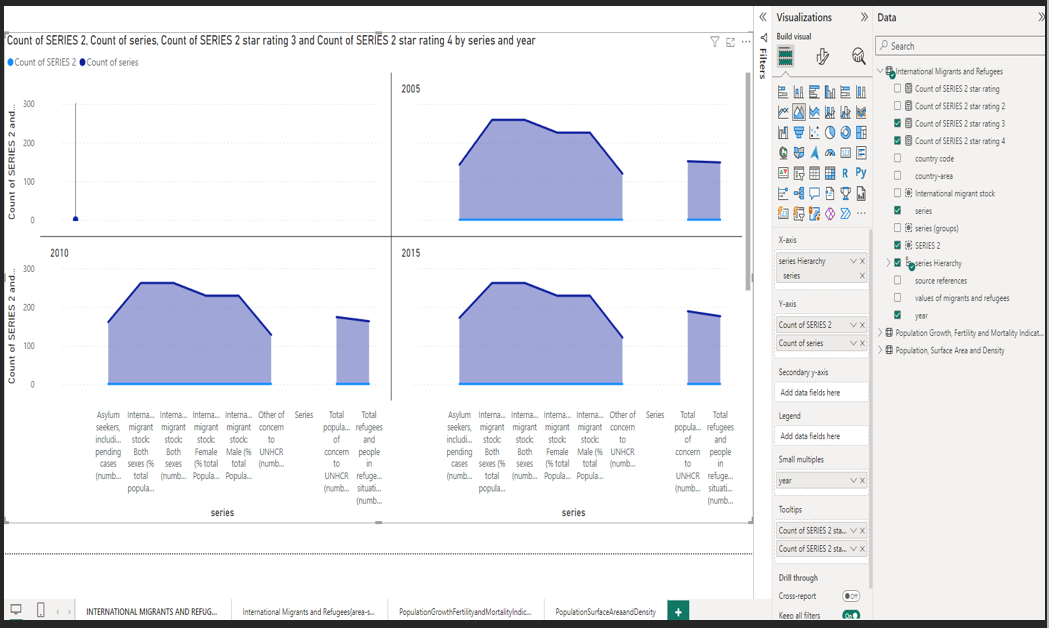 Count of SERIES 2, Count of series, Count of SERIES 2 star rating 3 and Count of SERIES 2 star rating 4 by series and year
Count of SERIES 2 Count of series
2005
300
200
100
0
Count of SERIES 2 and...
2010
2015
300
200
100
0
Count of SERIES 2 and...
Asylum seekers, includi... pending cases (numb...
Interna... migrant stock: Both sexes (% total popula...
Interna... migrant stock: Both sexes (numb...
Interna... migrant stock: Female (% total Popula...
Interna... migrant stock: Male (% total Popula...
Other of concern to UNHCR (numb...
Series
Total popula... of concern to UNHCR (numb...
Total refugees and people in refuge... situati... (numb...
series
Asylum seekers, includi... pending cases (numb...
Interna... migrant stock: Both sexes (% total popula...
Interna... migrant stock: Both sexes (numb...
Interna... migrant stock: Female (% total Popula...
Interna... migrant stock: Male (% total Popula...
Other of concern to UNHCR (numb...
Series
Total popula... of concern to UNHCR (numb...
Total refugees and people in refuge... situati... (numb...
series
INTERNATIONAL MIGRANTS AND REFUG...
International Migrants and Refugees(area-s...
PopulationGrowthFertilityandMortalityIndic...
PopulationSurfaceAreaandDensity
+
Filters
Visualizations
Build visual
R Py
X-axis
series Hierarchy
series
Y-axis
Count of SERIES 2
Count of series
Secondary y-axis
Add data fields here
Legend
Add data fields here
Small multiples
year
Tooltips
Count of SERIES 2 sta...
Count of SERIES 2 sta...
Drill through
Cross-report Off
Keep all filters On
Data
Search
International Migrants and Refugees
Count of SERIES 2 star rating
Count of SERIES 2 star rating 2
Count of SERIES 2 star rating 3
Count of SERIES 2 star rating 4
country code
country-area
International migrant stock
series
series (groups)
SERIES 2
series Hierarchy
source references
values of migrants and refugees
year
Population Growth, Fertility and Mortality Indicat...
Population, Surface Area and Density